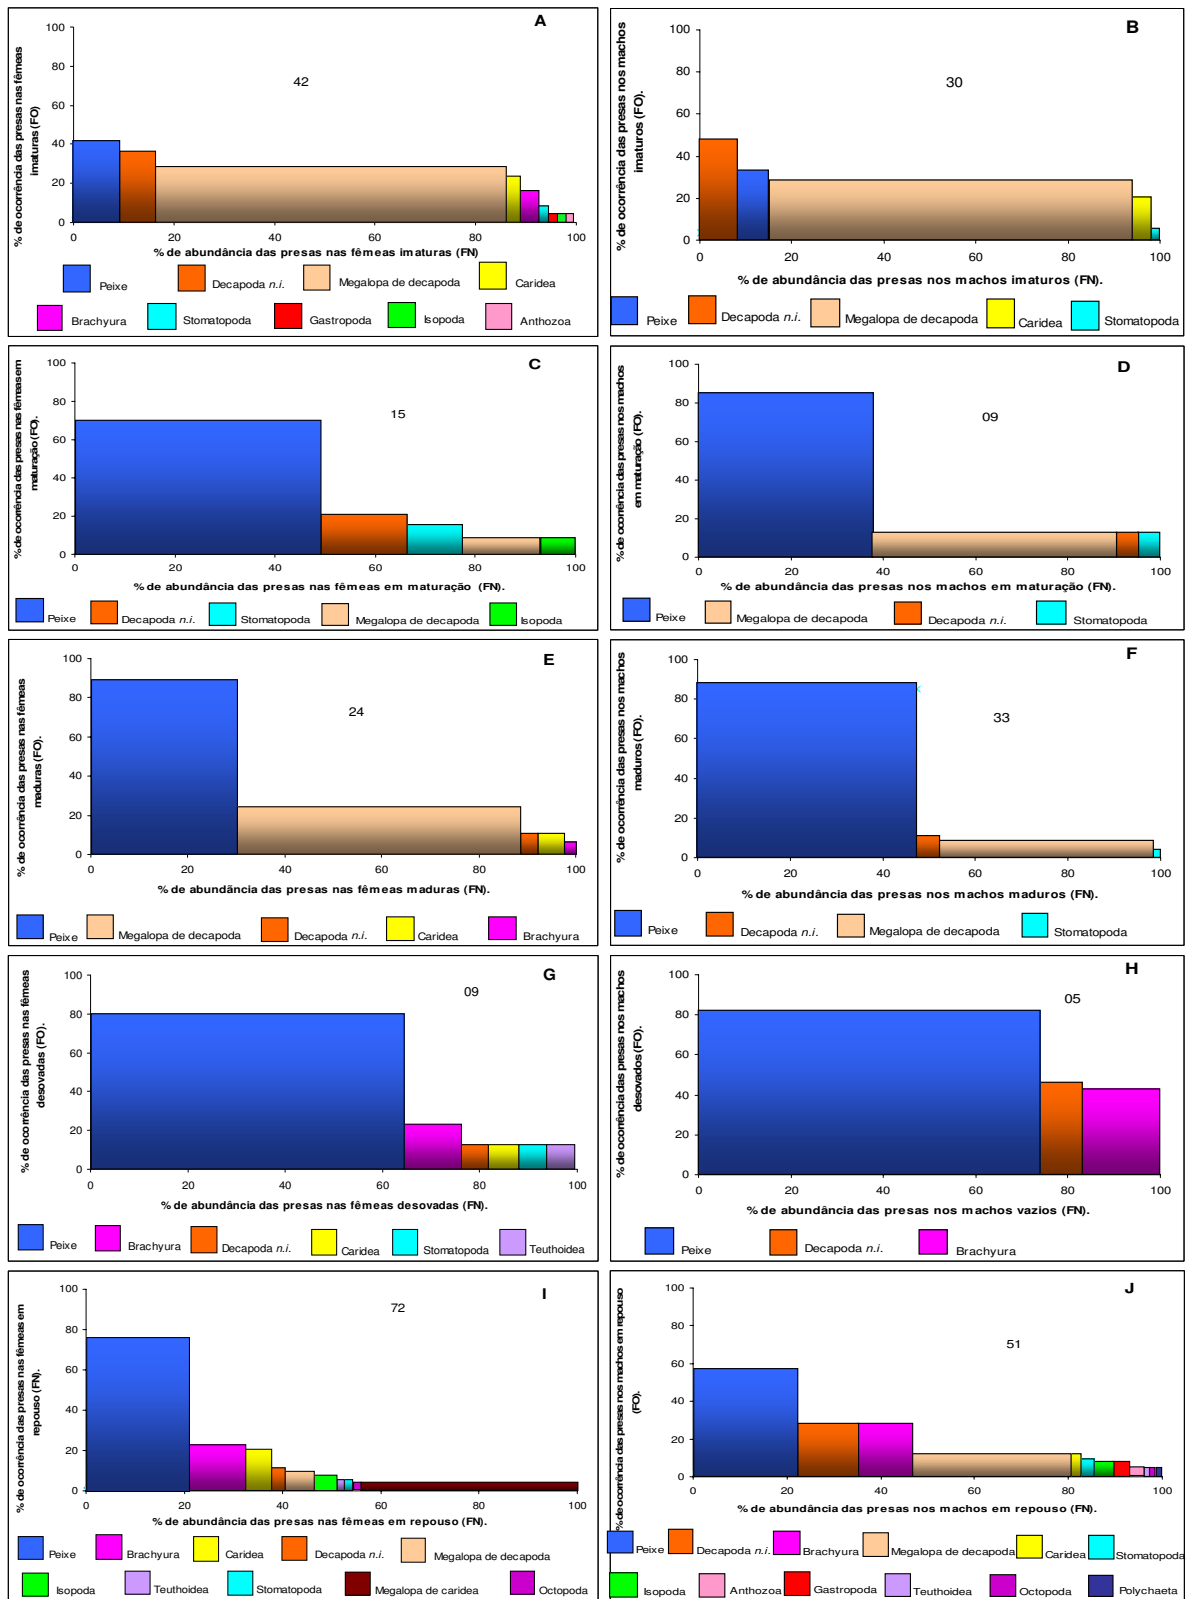 A
% de ocorrência das presas nas fêmeas
imaturas (FO)
100
80
60
40
20
0
42
0 20 40 60 80 100
% de abundância das presas nas fêmeas imaturas (FN)
Peixe Decapoda n.i. Megalopa de decapoda Caridea
Brachyura Stomatopoda Gastropoda Isopoda Anthozoa
B
% de ocorrência das presas nos machos
imaturos (FO).
100
80
60
40
20
0
30
0 20 40 60 80 100
% de abundância das presas nos machos imaturos (FN).
Peixe Decapoda n.i. Megalopa de decapoda Caridea Stomatopoda
C
% de ocorrência das presas nas fêmeas em
maturação (FO).
100
80
60
40
20
0
15
0 20 40 60 80 100
% de abundância das presas nas fêmeas em maturação (FN).
Peixe Decapoda n.i. Stomatopoda Megalopa de decapoda Isopoda
D
% de ocorrência das presas nos machos
em maturação (FO).
100
80
60
40
20
0
09
0 20 40 60 80 100
% de abundância das presas nos machos em maturação (FN).
Peixe Megalopa de decapoda Decapoda n.i. Stomatopoda
E
% de ocorrência das presas nas fêmeas
maduras (FO).
100
80
60
40
20
0
24
0 20 40 60 80 100
% de abundãncia das presas nas fêmeas maduras (FN).
Peixe Megalopa de decapoda Decapoda n.i. Caridea Brachyura
F
% de ocorrência das presas nos machos
maduros (FO).
100
80
60
40
20
0
33
0 20 40 60 80 100
% de abundância das presas nos machos maduros (FN).
Peixe Decapoda n.i. Megalopa de decapoda Stomatopoda
G
% de ocorrência das presas nas fêmeas
desovadas (FO).
100
80
60
40
20
0
09
0 20 40 60 80 100
% de abundância das presas nas fêmeas desovadas (FN).
Peixe Brachyura Decapoda n.i. Caridea Stomatopoda Teuthoidea
H
% de ocorrência das presas nos machos
desovados (FO).
100
80
60
40
20
0
05
0 20 40 60 80 100
% de abundância das presas nos machos vazios (FN).
Peixe Decapoda n.i. Brachyura
I
% de ocorrência das presas nas fêmeas em
repouso (FN).
100
80
60
40
20
0
72
0 20 40 60 80 100
% de abundância das presas nas fêmeas em repouso (FN).
Peixe Brachyura Caridea Decapoda n.i. Megalopa de decapoda
Isopoda Teuthoidea Stomatopoda Megalopa de caridea Octopoda
J
% de ocorrência das presas nos machos em repouso
(FO).
100
80
60
40
20
0
51
0 20 40 60 80 100
% de abundância das presas nos machos em repouso (FN).
Peixe Decapoda n.i. Brachyura Megalopa de decapoda Caridea Stomatopoda
Isopoda Anthozoa Gastropoda Teuthoidea Octopoda Polychaeta